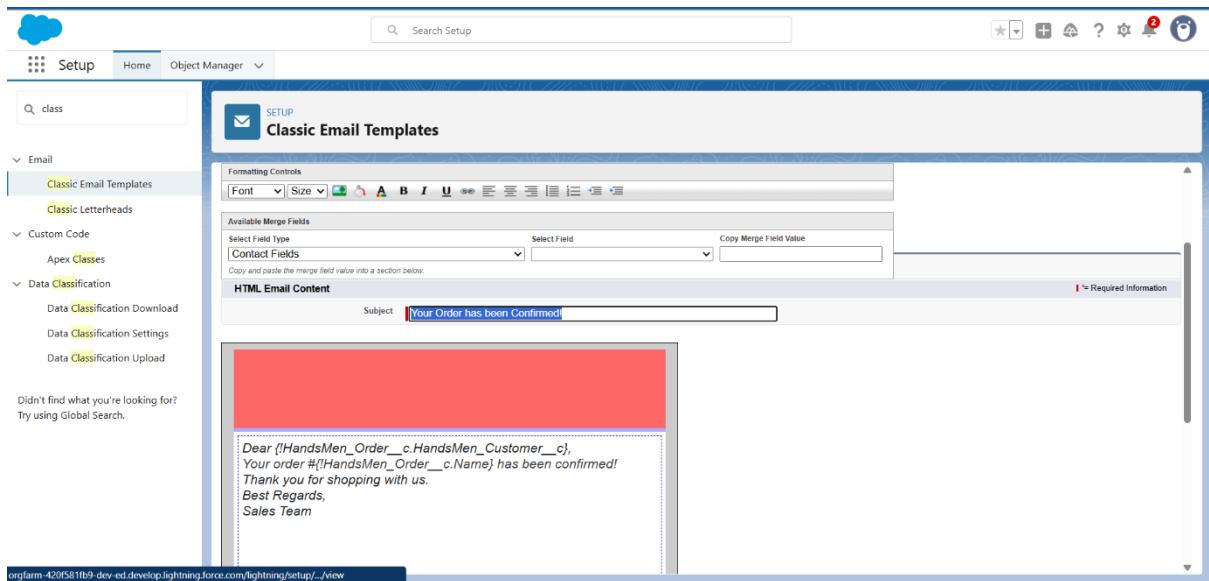 Search Setup
2
Setup
Home
Object Manager
class
SETUP
Classic Email Templates
Email
Classic Email Templates
Classic Letterheads
Custom Code
Apex Classes
Data Classification
Data Classification Download
Data Classification Settings
Data Classification Upload
Didn't find what you're looking for?
Try using Global Search.
Formatting Controls
Font Size A B I U
Available Merge Fields
Select Field Type Select Field Copy Merge Field Value
Contact Fields
Copy and paste the merge field value into a section below.
HTML Email Content
= Required Information
Subject Your Order has been Confirmed!
Dear {!HandsMen_Order__c.HandsMen_Customer__c},
Your order #{!HandsMen_Order__c.Name} has been confirmed!
Thank you for shopping with us.
Best Regards,
Sales Team
orgfarm-420f581fb9-dev-ed.develop.lightning.force.com/lightning/setup/.../view